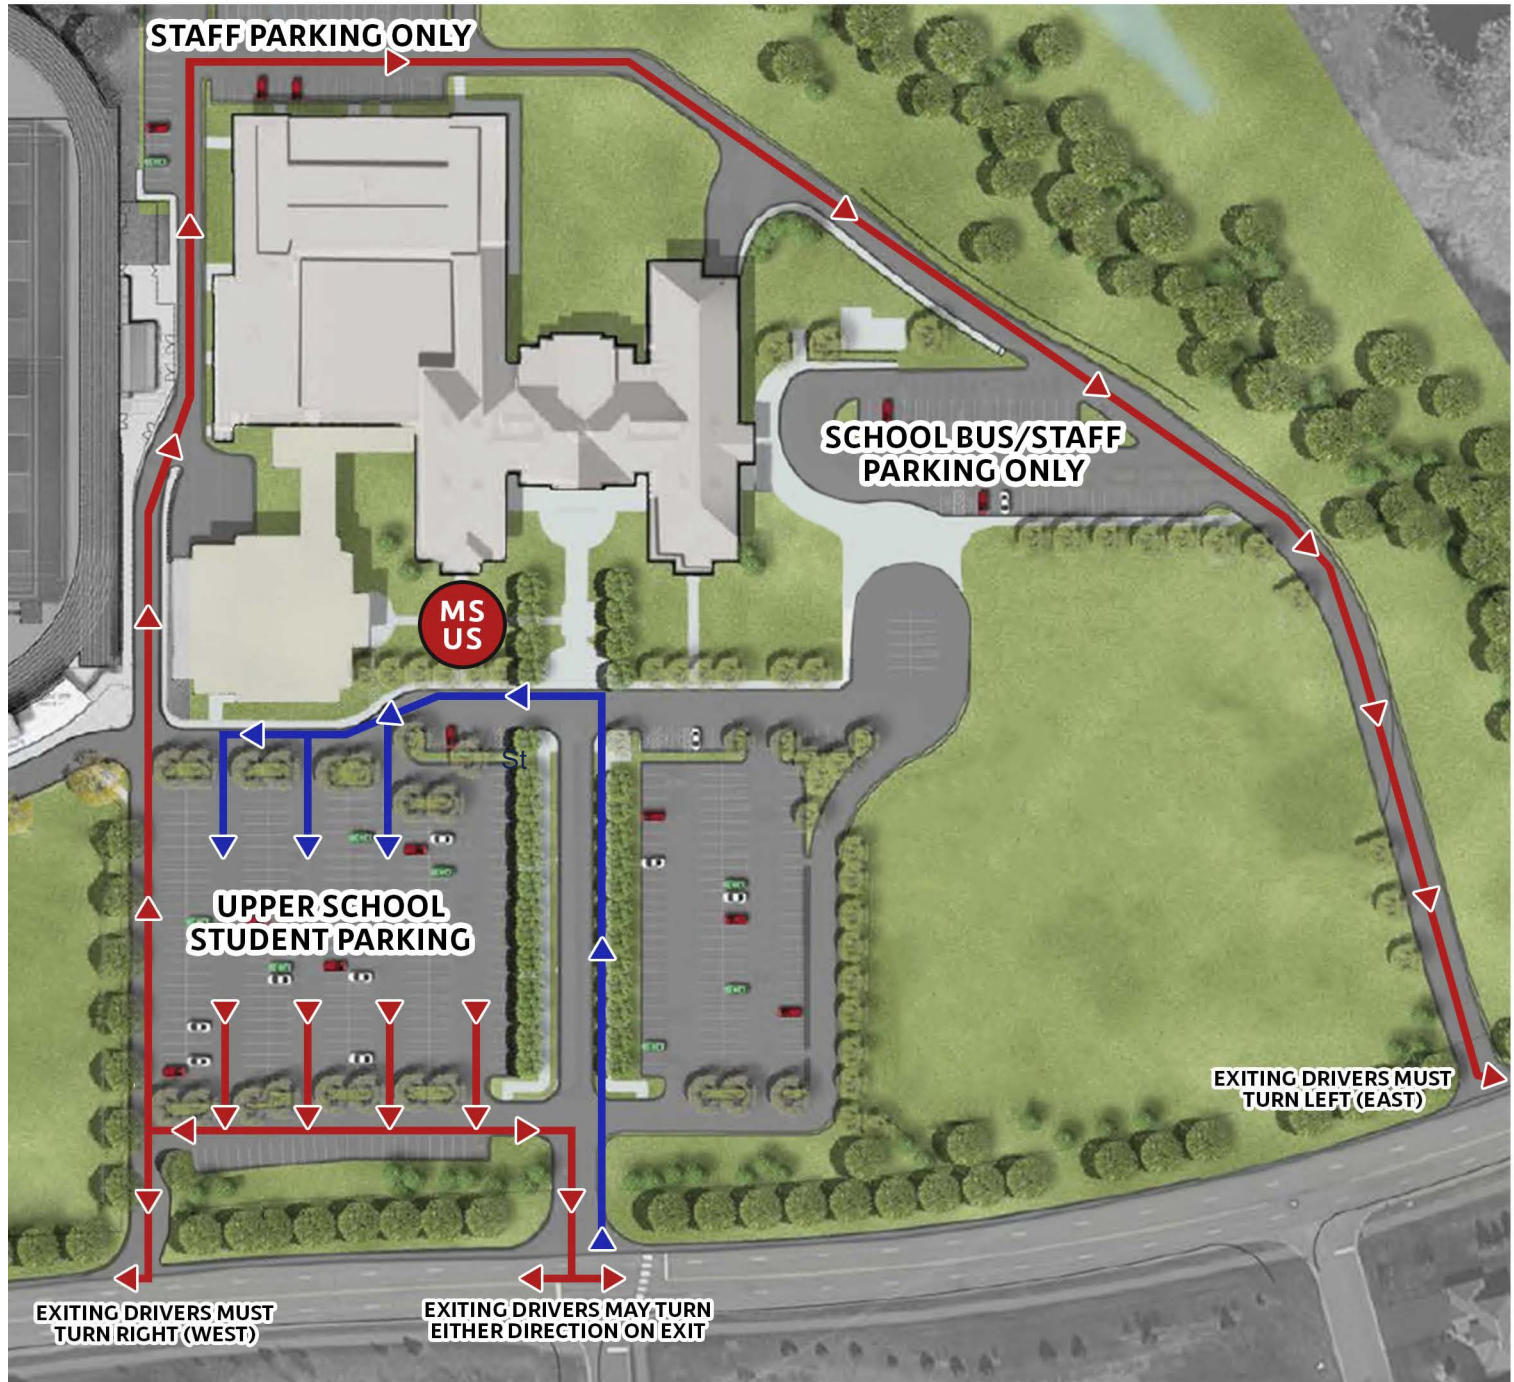 STAFF PARKING ONLY
SCHOOL BUS/STAFF
PARKING ONLY
MS
US
St
UPPER SCHOOL
STUDENT PARKING
EXITING DRIVERS MUST
TURN LEFT (EAST)
EXITING DRIVERS MUST
TURN RIGHT (WEST)
EXITING DRIVERS MAY TURN
EITHER DIRECTION ON EXIT